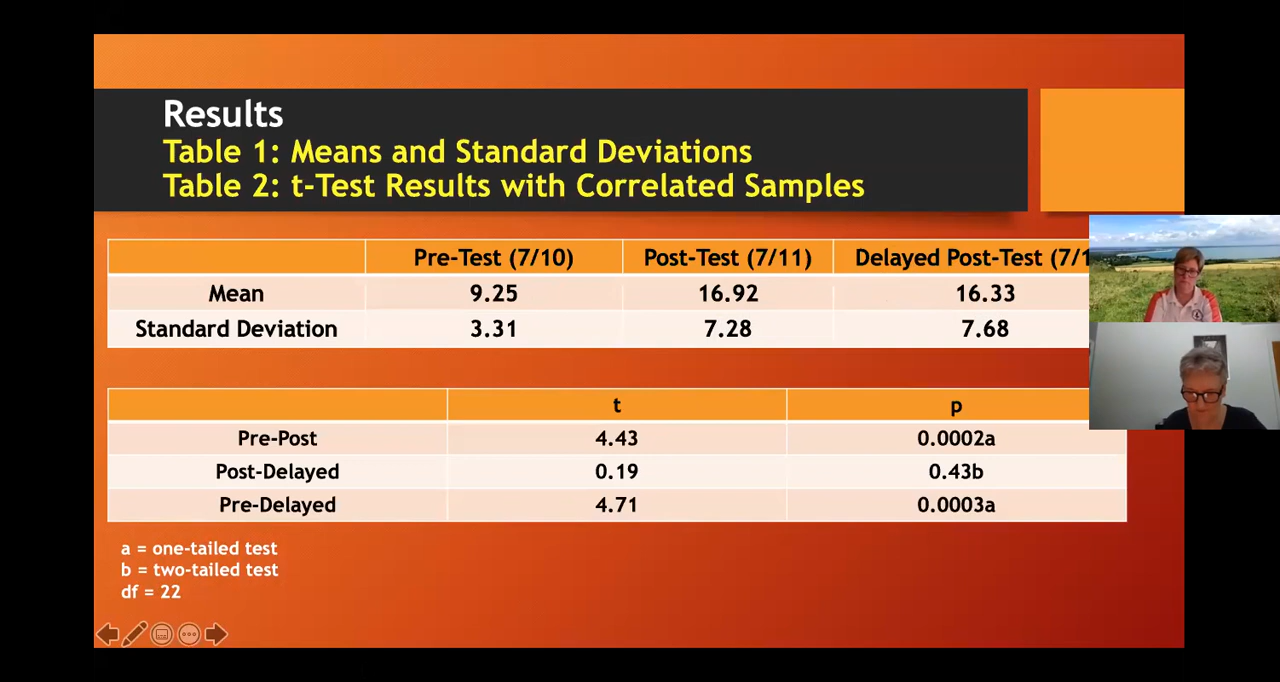 Results
Table 1: Means and Standard Deviations
Table 2: t-Test Results with Correlated Samples
Pre-Test (7/10) Post-Test (7/11) Delayed Post-Test
Mean 9.25 16.92 16.33
Standard Deviation 3.31 7.28 7.68
t p
Pre-Post 4.43 0.0002a
Post-Delayed 0.19 0.43b
Pre-Delayed 4.71 0.0003a
a = one-tailed test
b = two-tailed test
df = 22